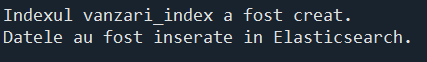 Indexul vanzari_index a fost creat.
Datele au fost inserate in Elasticsearch.